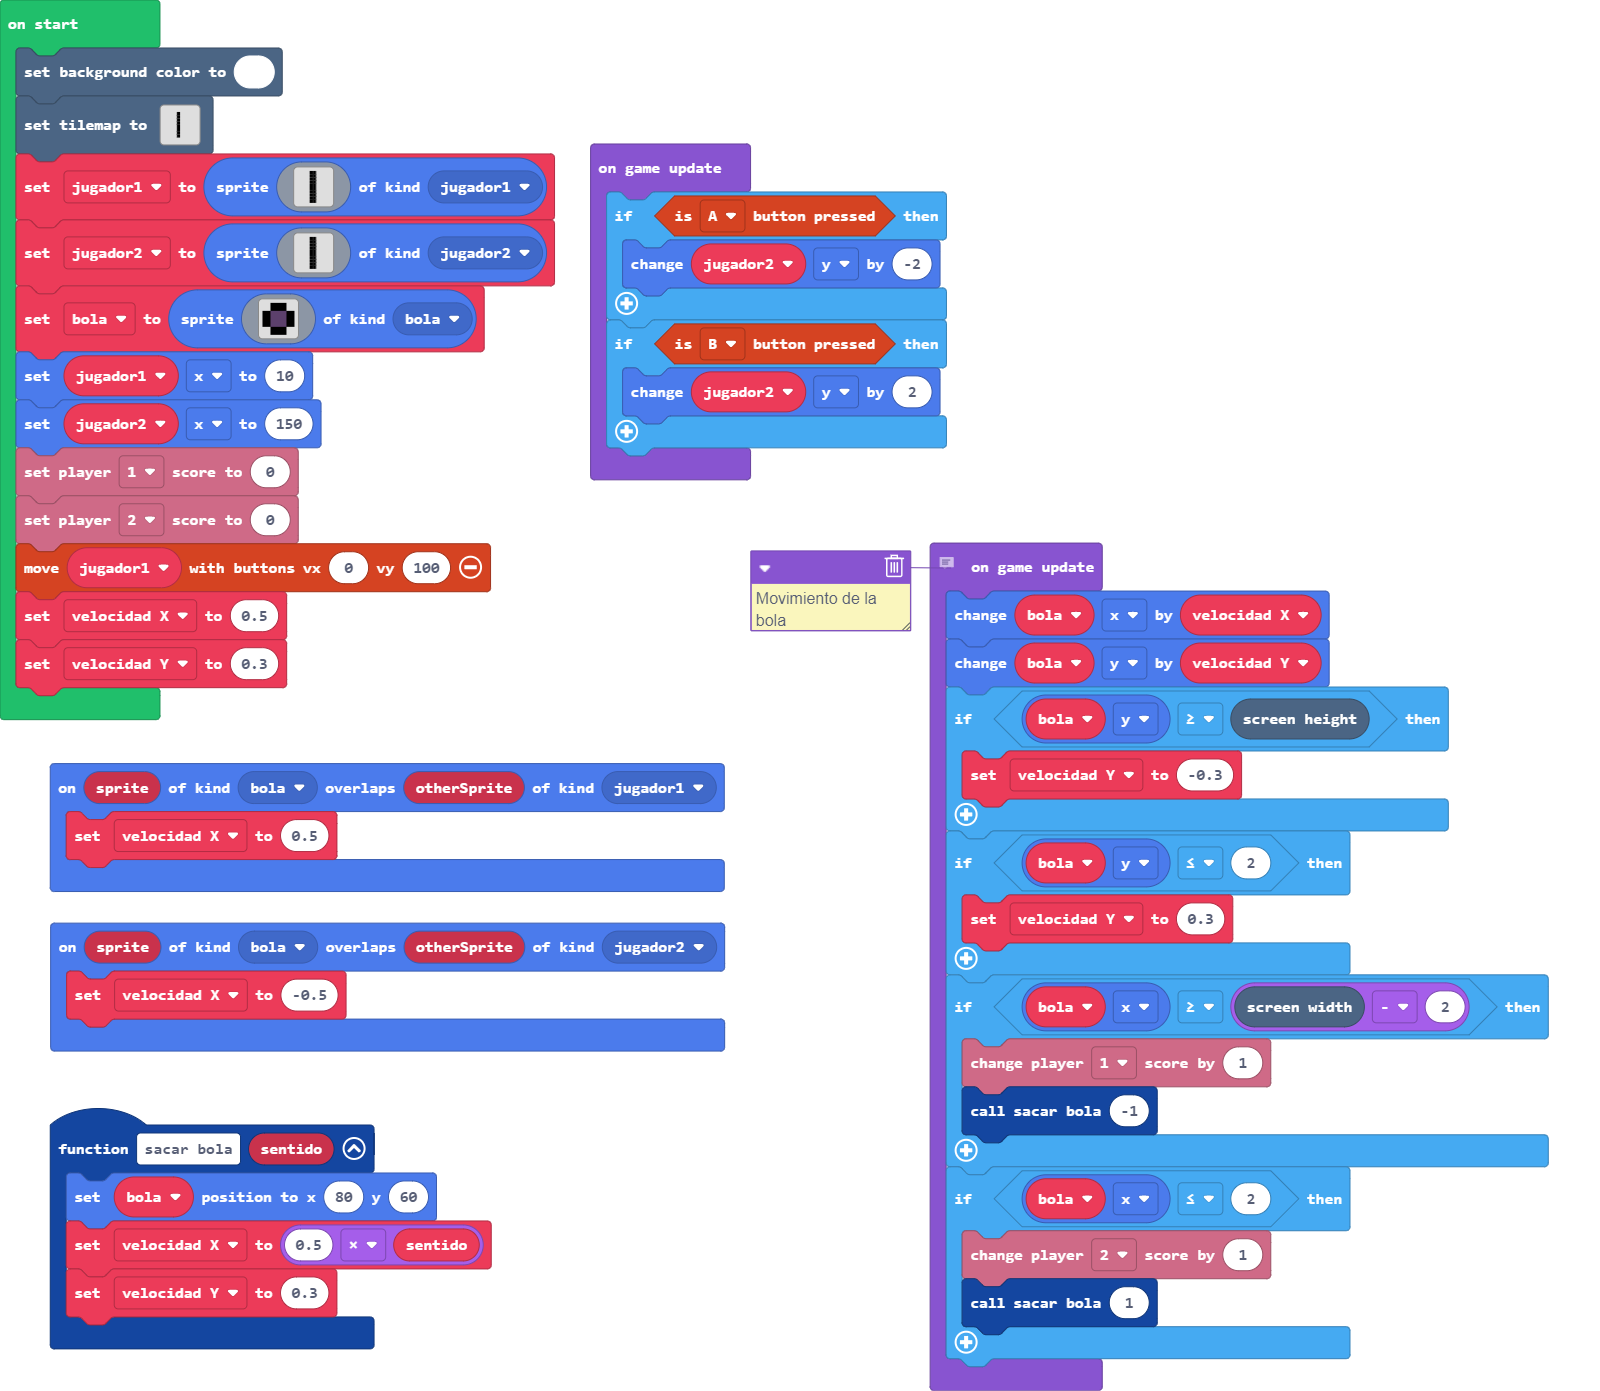 on start
set background color to
set tilemap to
set jugador1 to sprite of kind jugador1
set jugador2 to sprite of kind jugador2
set bola to sprite of kind bola
set jugador1 x to 10
set jugador2 x to 150
set player 1 score to 0
set player 2 score to 0
move jugador1 with buttons vx 0 vy 100
set velocidad X to 0.5
set velocidad Y to 0.3
on game update
if is A button pressed then
change jugador2 y by -2
if is B button pressed then
change jugador2 y by 2
Movimiento de la
bola
on game update
change bola x by velocidad X
change bola y by velocidad Y
if bola y ≥ screen height then
set velocidad Y to -0.3
if bola y ≤ 2 then
set velocidad Y to 0.3
if bola x ≥ screen width - 2 then
change player 1 score by 1
call sacar bola -1
if bola x ≤ 2 then
change player 2 score by 1
call sacar bola 1
on sprite of kind bola overlaps otherSprite of kind jugador1
set velocidad X to 0.5
on sprite of kind bola overlaps otherSprite of kind jugador2
set velocidad X to -0.5
function sacar bola sentido
set bola position to x 80 y 60
set velocidad X to 0.5 × sentido
set velocidad Y to 0.3